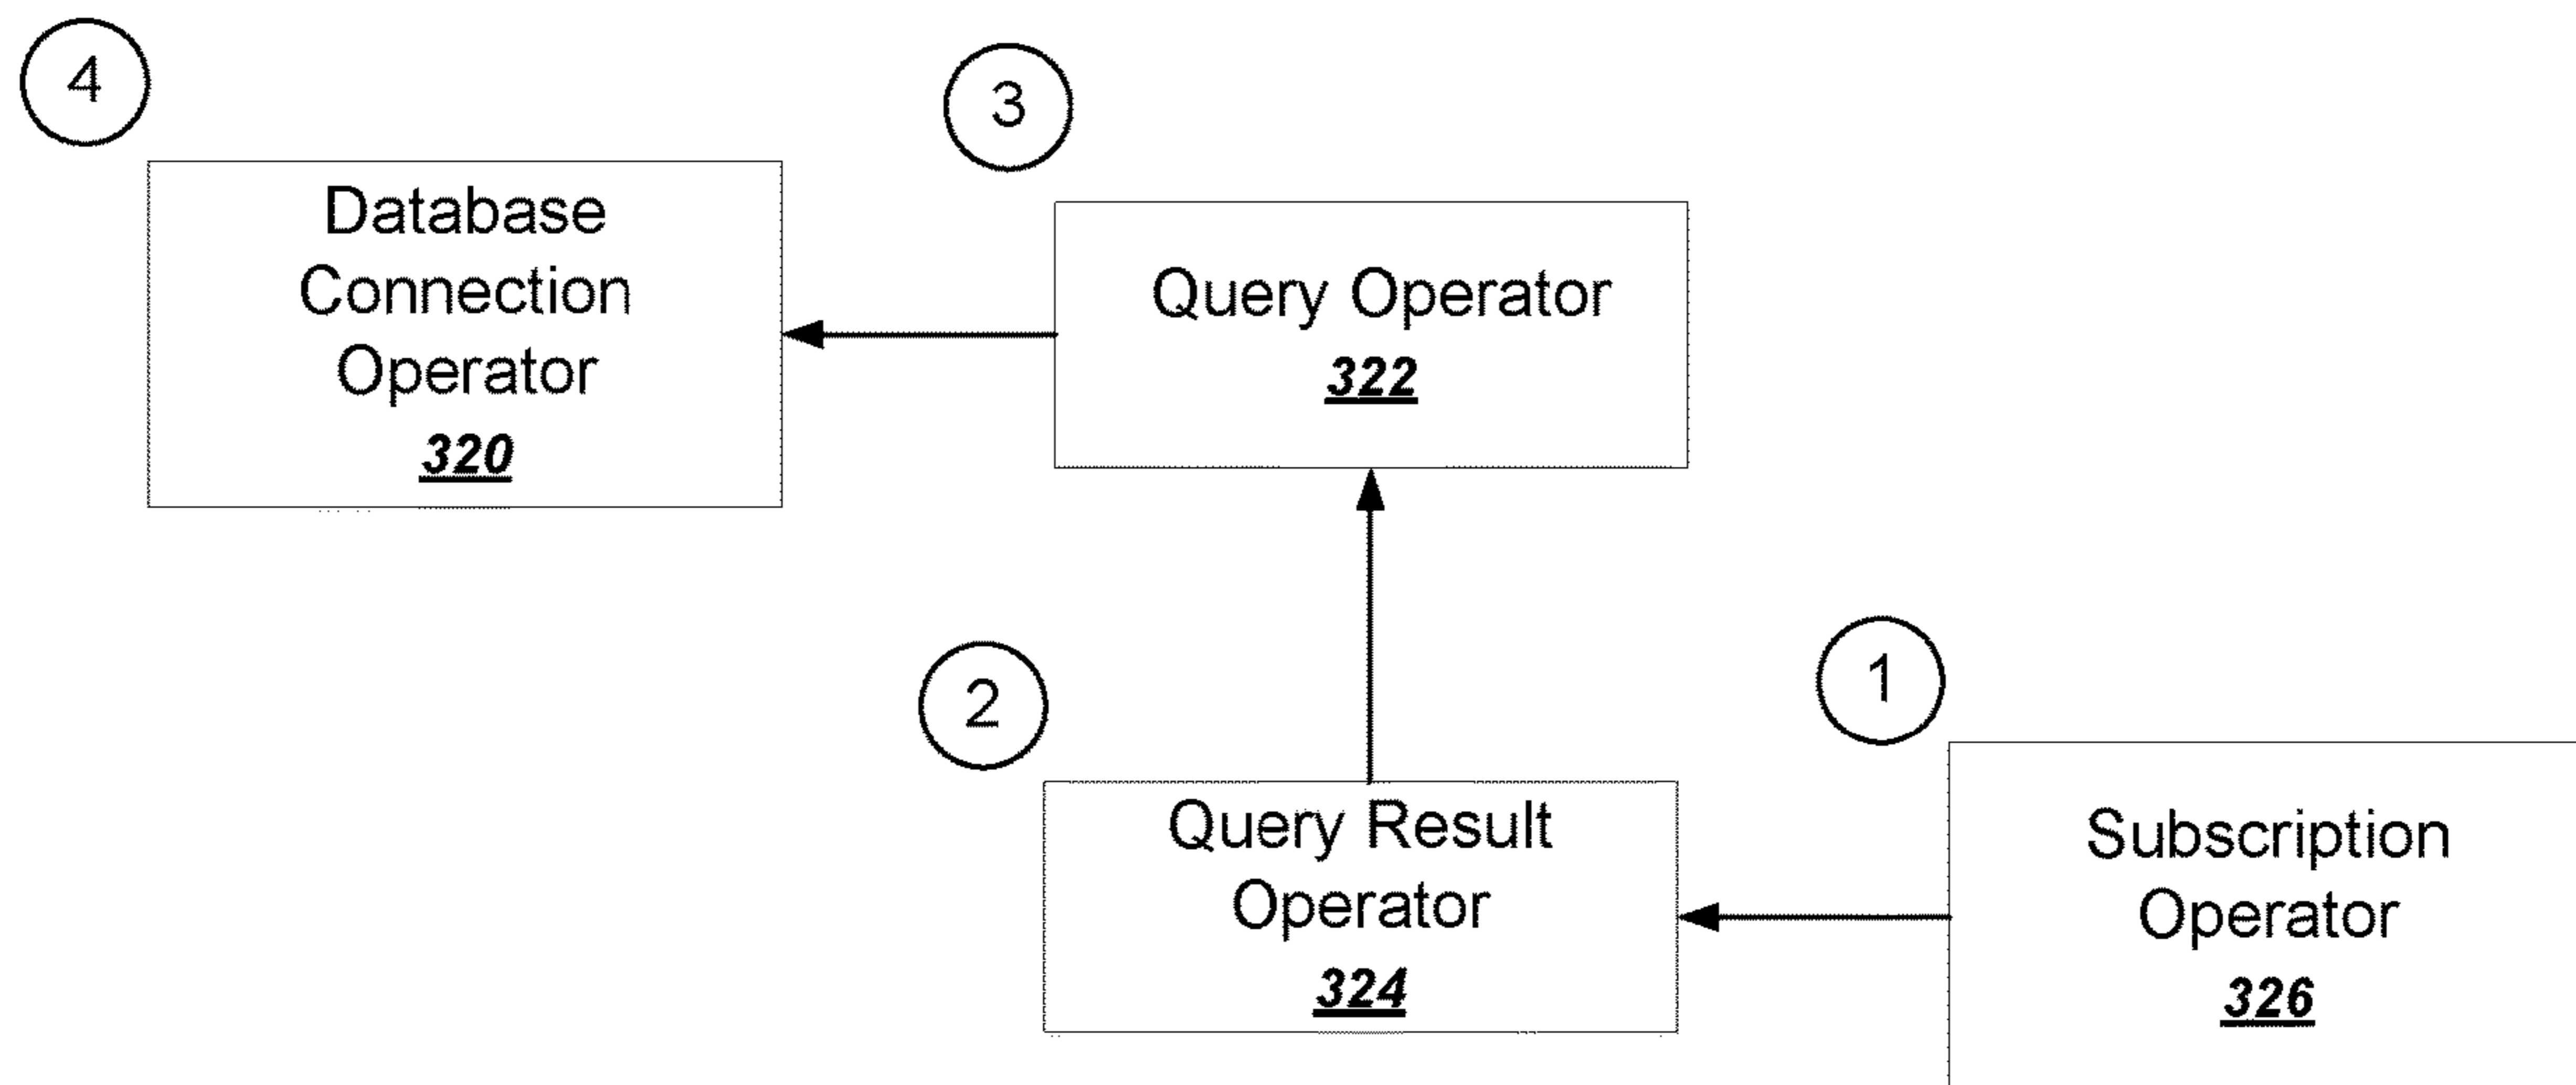 4
Database
Connection
Operator
320
3
Query Operator
322
2
Query Result
Operator
324
1
Subscription
Operator
326